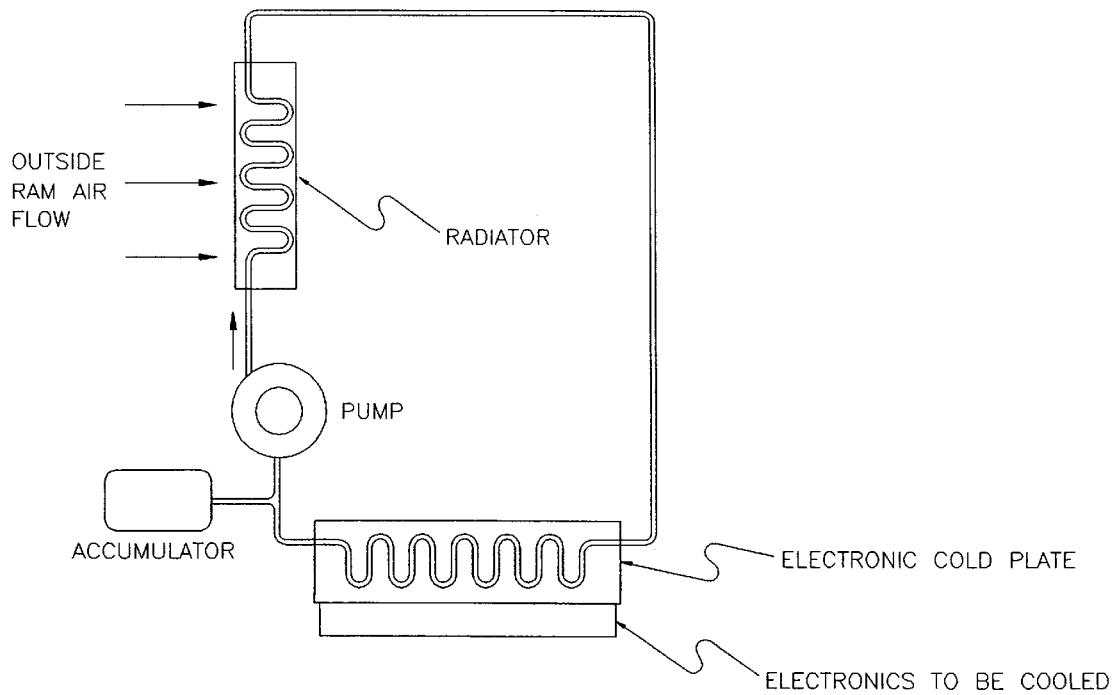 OUTSIDE
RAM AIR
FLOW
RADIATOR
PUMP
ACCUMULATOR
ELECTRONIC COLD PLATE
ELECTRONICS TO BE COOLED